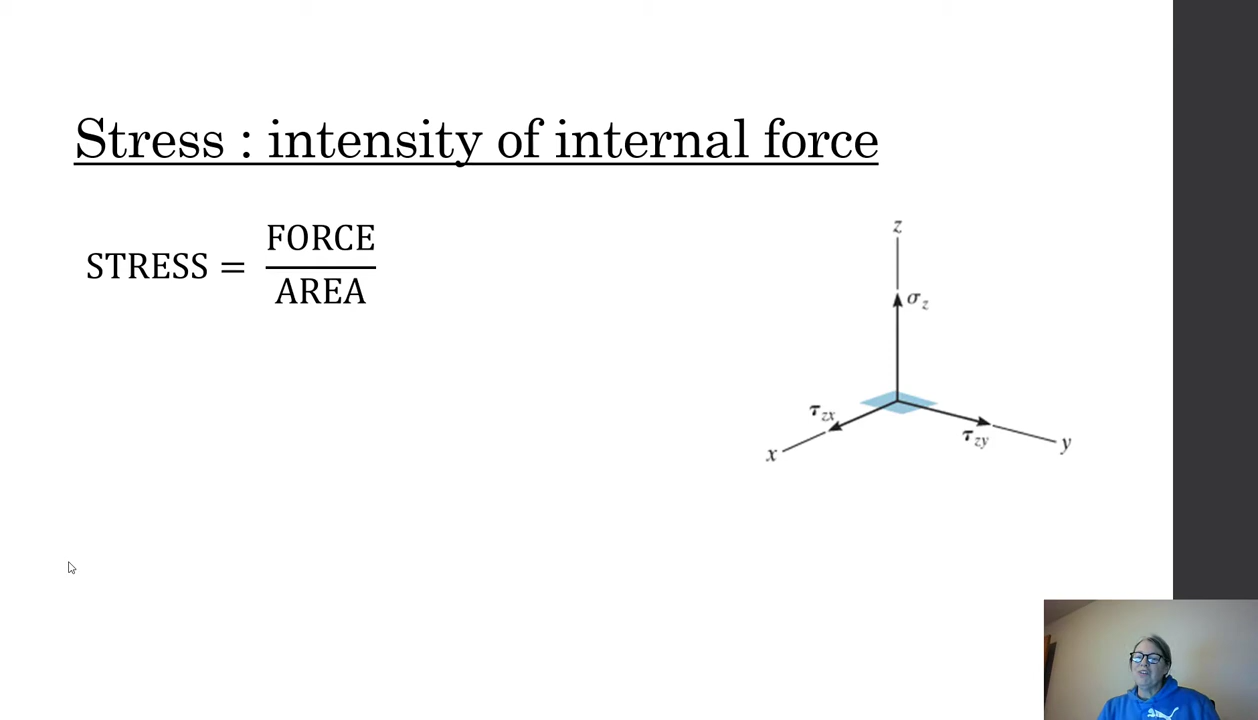 Stress : intensity of internal force
STRESS = FORCE
AREA
z
σz
τzx
τzy
x
y